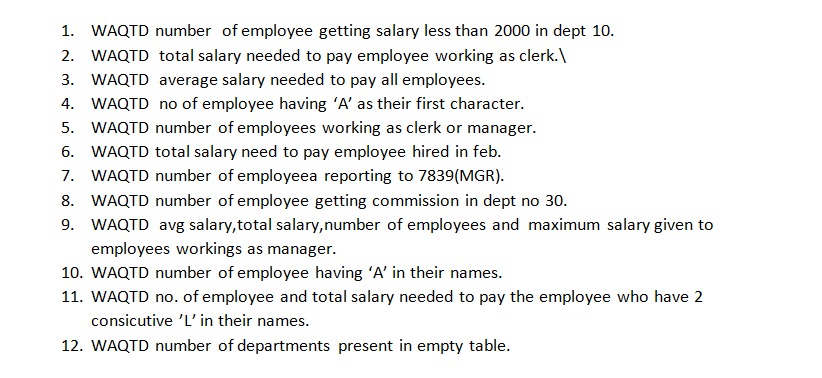 1. WAQTD number of employee getting salary less than 2000 in dept 10.
2. WAQTD total salary needed to pay employee working as clerk.\
3. WAQTD average salary needed to pay all employees.
4. WAQTD no of employee having ‘A’ as their first character.
5. WAQTD number of employees working as clerk or manager.
6. WAQTD total salary need to pay employee hired in feb.
7. WAQTD number of employeea reporting to 7839(MGR).
8. WAQTD number of employee getting commission in dept no 30.
9. WAQTD avg salary,total salary,number of employees and maximum salary given to
employees workings as manager.
10. WAQTD number of employee having ‘A’ in their names.
11. WAQTD no. of employee and total salary needed to pay the employee who have 2
consicutive ’L’ in their names.
12. WAQTD number of departments present in empty table.